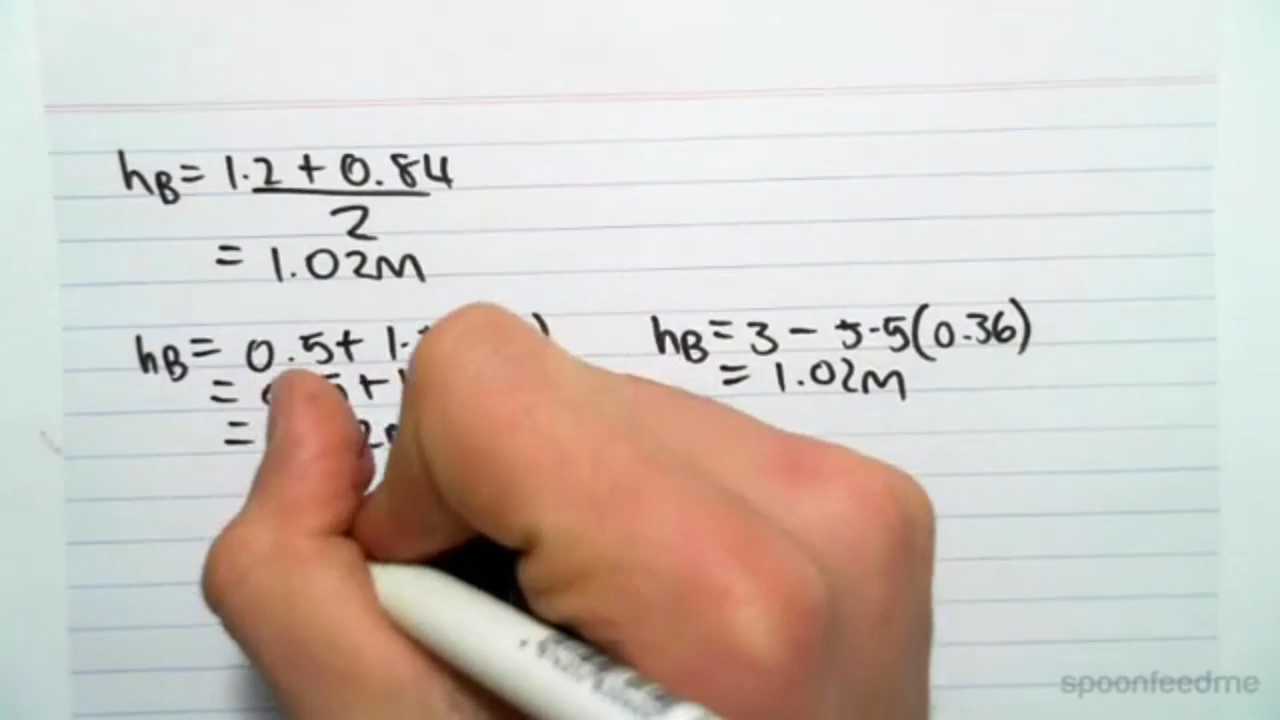 hB = 1.2 + 0.84
2
= 1.02m
hB = 0.5 + 1.
hB = 3 - 5.5(0.36)
= 1.02m
spoonfeedme